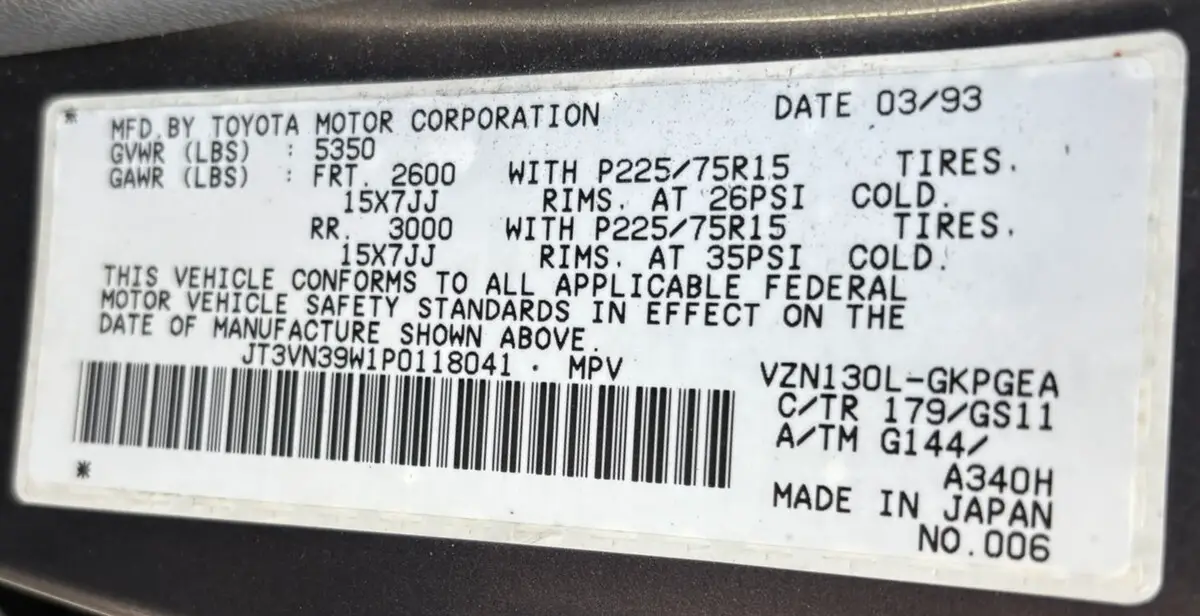 * MFD.BY TOYOTA MOTOR CORPORATION DATE 03/93
GVWR (LBS) : 5350
GAWR (LBS) : FRT. 2600 WITH P225/75R15 TIRES.
15X7JJ RIMS. AT 26PSI COLD.
RR. 3000 WITH P225/75R15 TIRES.
15X7JJ RIMS. AT 35PSI COLD.
THIS VEHICLE CONFORMS TO ALL APPLICABLE FEDERAL
MOTOR VEHICLE SAFETY STANDARDS IN EFFECT ON THE
DATE OF MANUFACTURE SHOWN ABOVE.
JT3VN39W1P0118041 · MPV
*
VZN130L-GKPGEA
C/TR 179/GS11
A/TM G144/
A340H
MADE IN JAPAN
NO.006